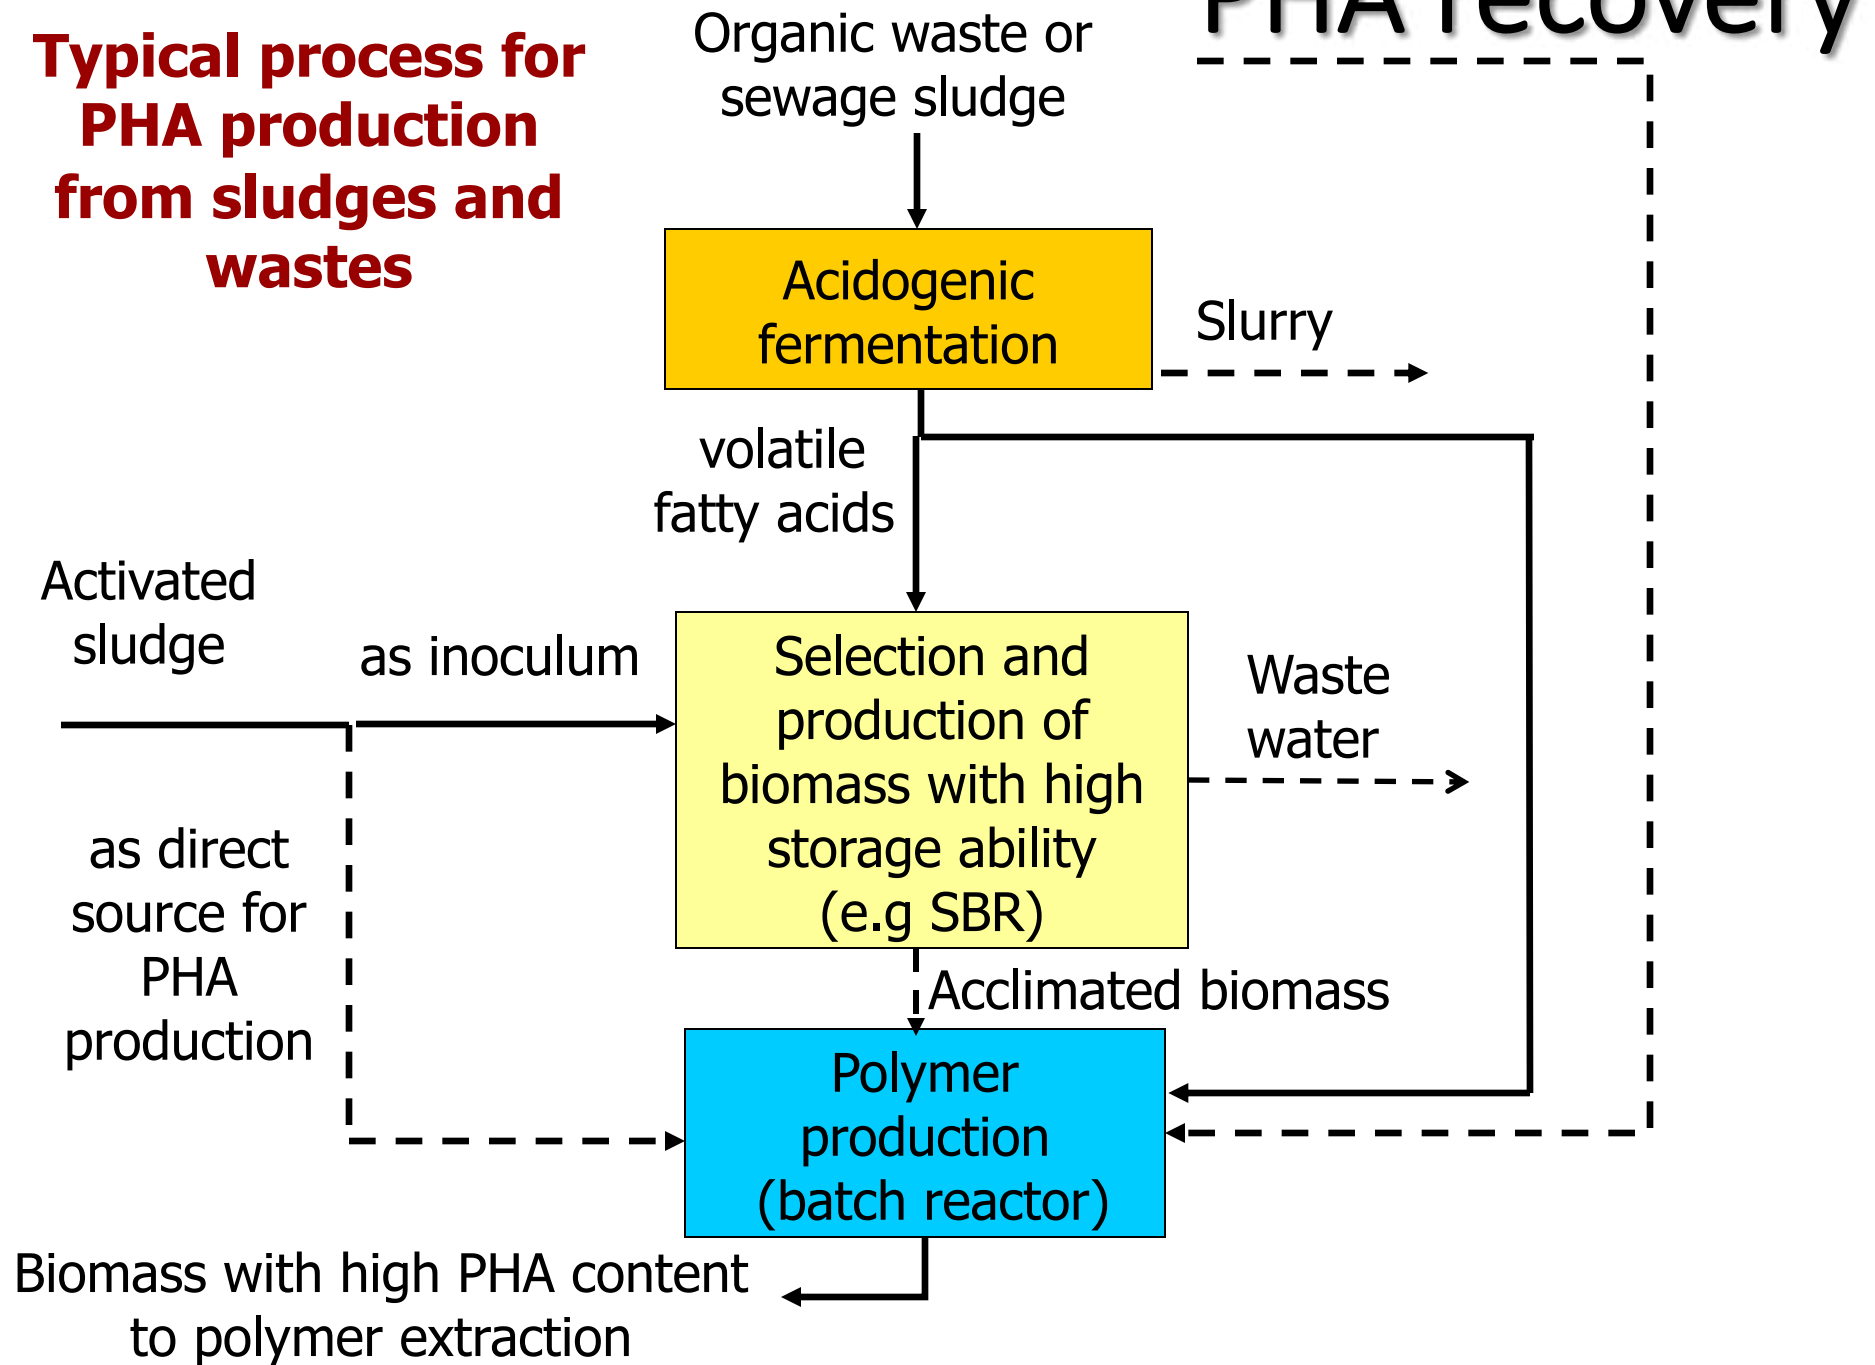 PHA recovery
Typical process for
PHA production
from sludges and
wastes
Organic waste or
sewage sludge
Acidogenic
fermentation
Slurry
volatile
fatty acids
Activated
sludge
as inoculum
Selection and
production of
biomass with high
storage ability
(e.g SBR)
Waste
water
as direct
source for
PHA
production
Acclimated biomass
Polymer
production
(batch reactor)
Biomass with high PHA content
to polymer extraction